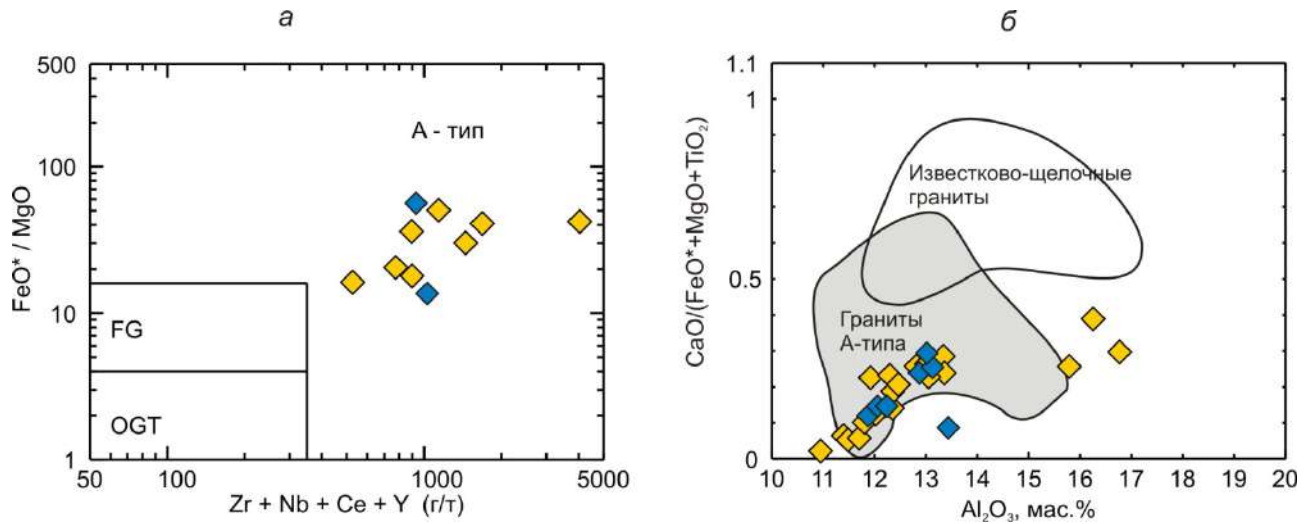 а
500
100
10
1
FeO* / MgO
А - тип
FG
OGT
50
100
1000
5000
Zr + Nb + Ce + Y (г/т)
б
1.1
1
0.5
0
CaO/(FeO*+MgO+TiO₂)
Известково-щелочные
граниты
Граниты
А-типа
10 11 12 13 14 15 16 17 18 19 20
Al₂O₃, мас.%